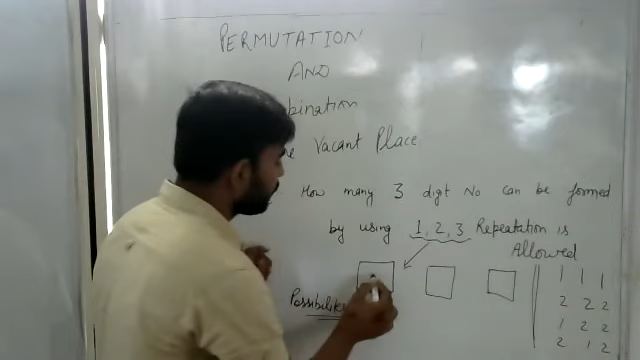 PERMUTATION
AND
bination
Vacant Place
How many 3 digt No can be formed
by using 1, 2, 3 Repeatation is
Allowed
1 1 1
2 2 2
1 2 2
2 1 2
Possibilites